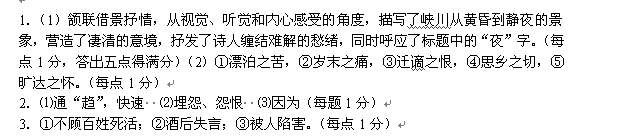 1.（1）颔联借景抒情，从视觉、听觉和内心感受的角度，描写了峡川从黄昏到静夜的景
象，营造了凄清的意境，抒发了诗人缠结难解的愁绪，同时呼应了标题中的“夜”字。（每
点 1 分，答出五点得满分）（2）①漂泊之苦，②岁末之痛，③迁谪之恨，④思乡之切，⑤
旷达之怀。（每点 1 分）
2. ⑴通“趋”，快速··⑵埋怨、怨恨··⑶因为（每题 1 分）
3. ①不顾百姓死活；②酒后失言；③被人陷害。（每点 1 分）